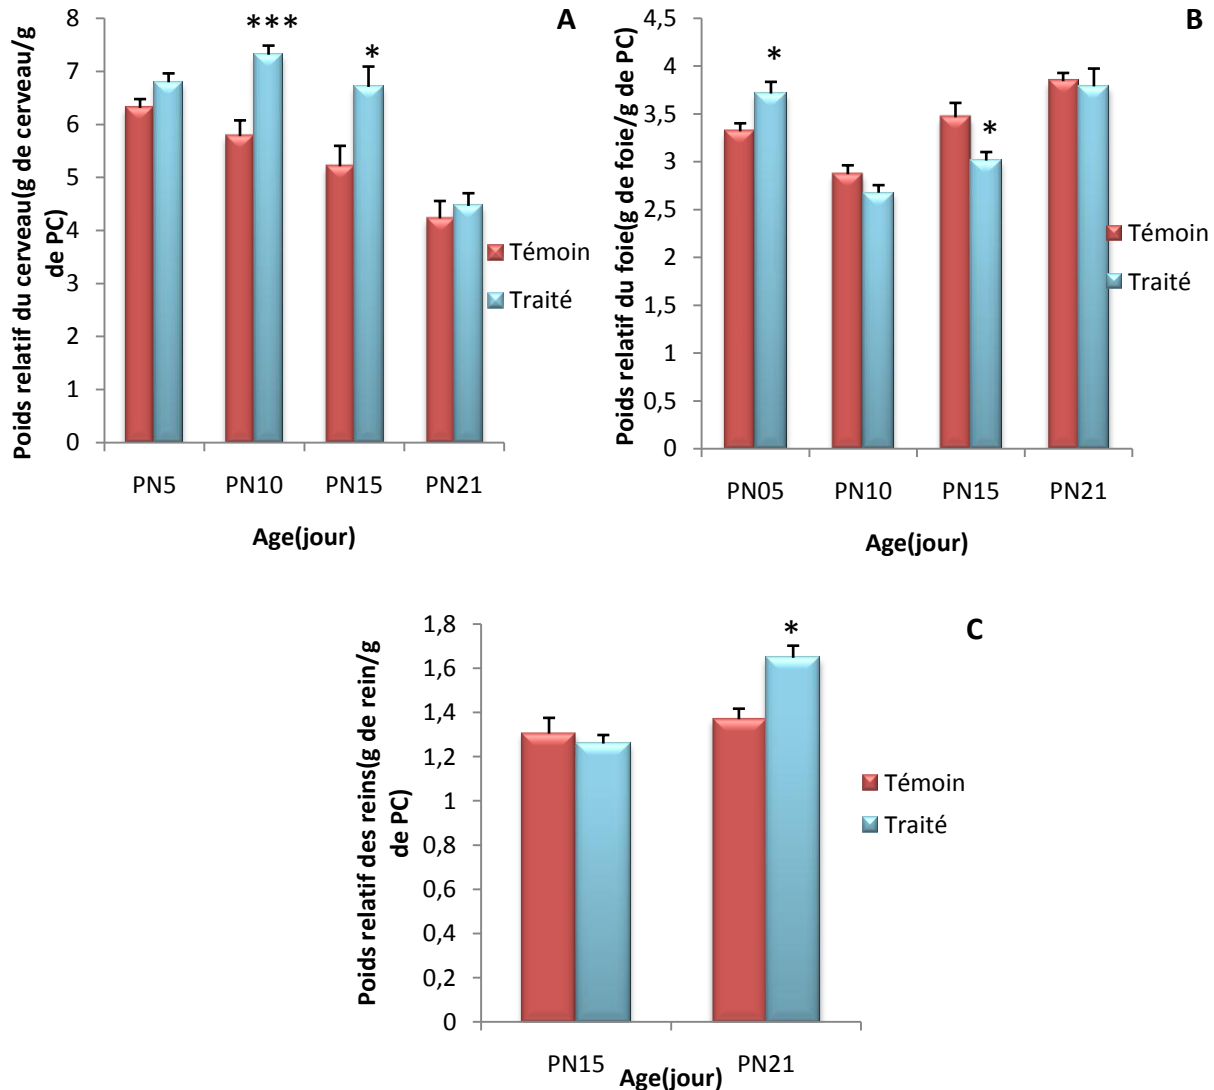 A
Poids relatif du cerveau(g de cerveau/g
de PC)
8
7
6
5
4
3
2
1
0
***
*
Témoin
Traité
PN5 PN10 PN15 PN21
Age(jour)
B
Poids relatif du foie(g de foie/g de PC)
4,5
4
3,5
3
2,5
2
1,5
1
0,5
0
*
*
Témoin
Traité
PN05 PN10 PN15 PN21
Age(jour)
C
Poids relatif des reins(g de rein/g
de PC)
1,8
1,6
1,4
1,2
1
0,8
0,6
0,4
0,2
0
*
Témoin
Traité
PN15 PN21
Age(jour)